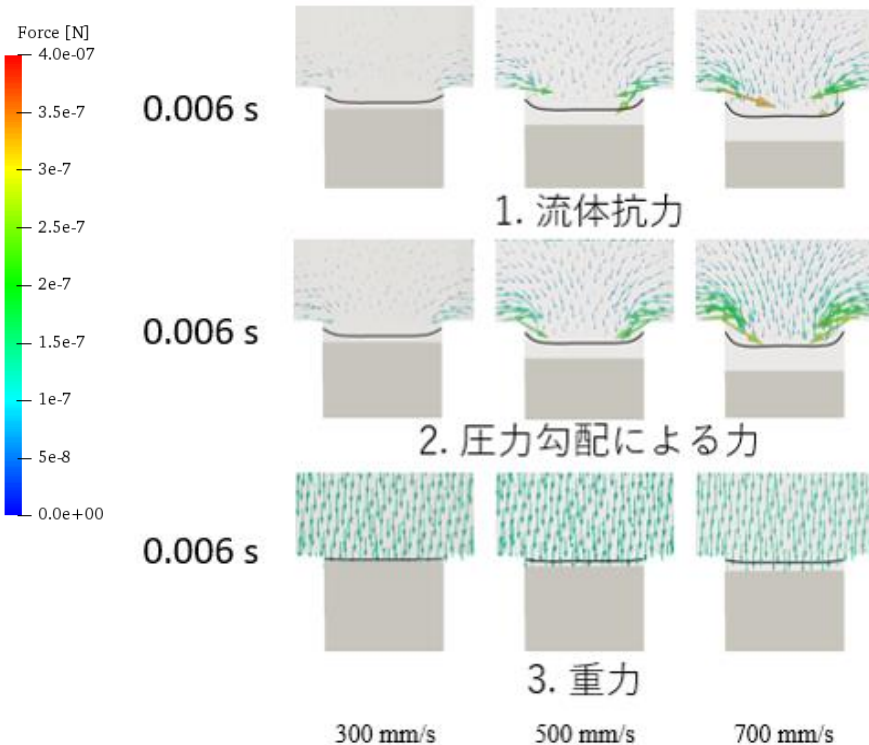 Force [N]
4.0e-07
3.5e-7
3e-7
2.5e-7
2e-7
1.5e-7
1e-7
5e-8
0.0e+00
0.006 s
1. 流体抗力
0.006 s
2. 圧力勾配による力
0.006 s
3. 重力
300 mm/s
500 mm/s
700 mm/s